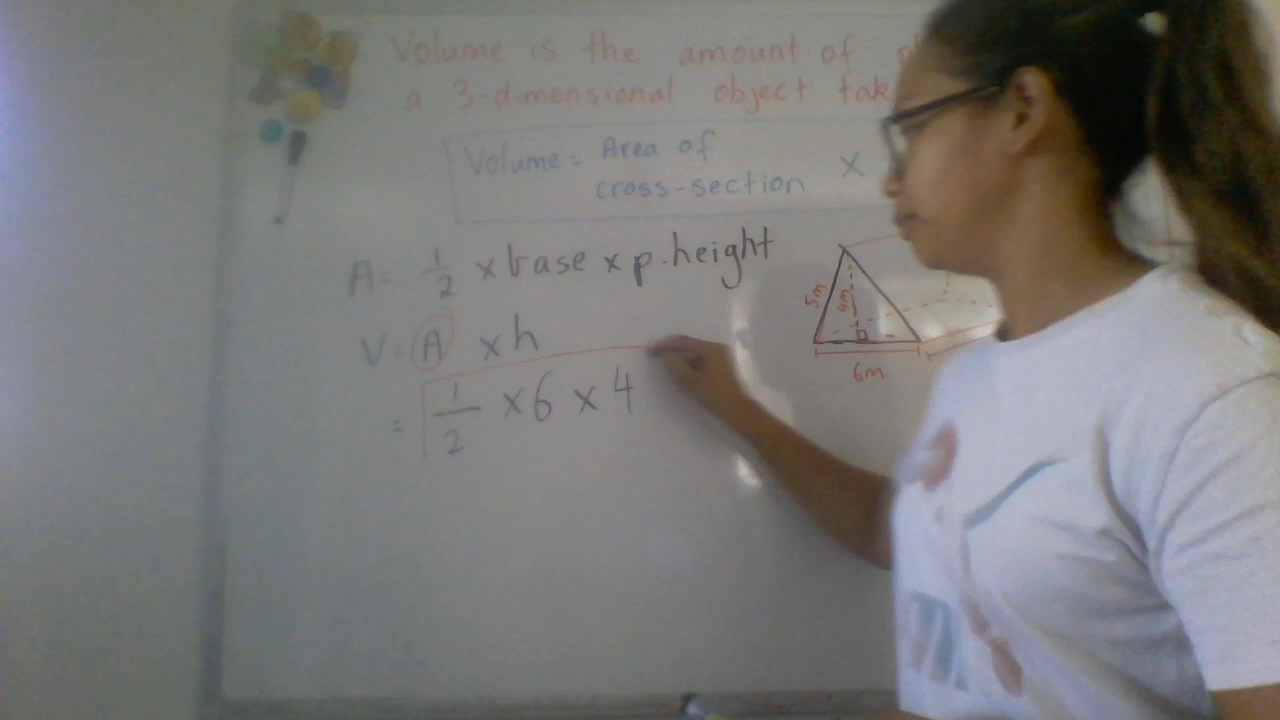 Volume is the amount of
a 3-dimensional object
Volume = Area of
cross-section ×
A = 1/2 × base × p. height
V = A × h
= 1/2 × 6 × 4
5m
4m
6m